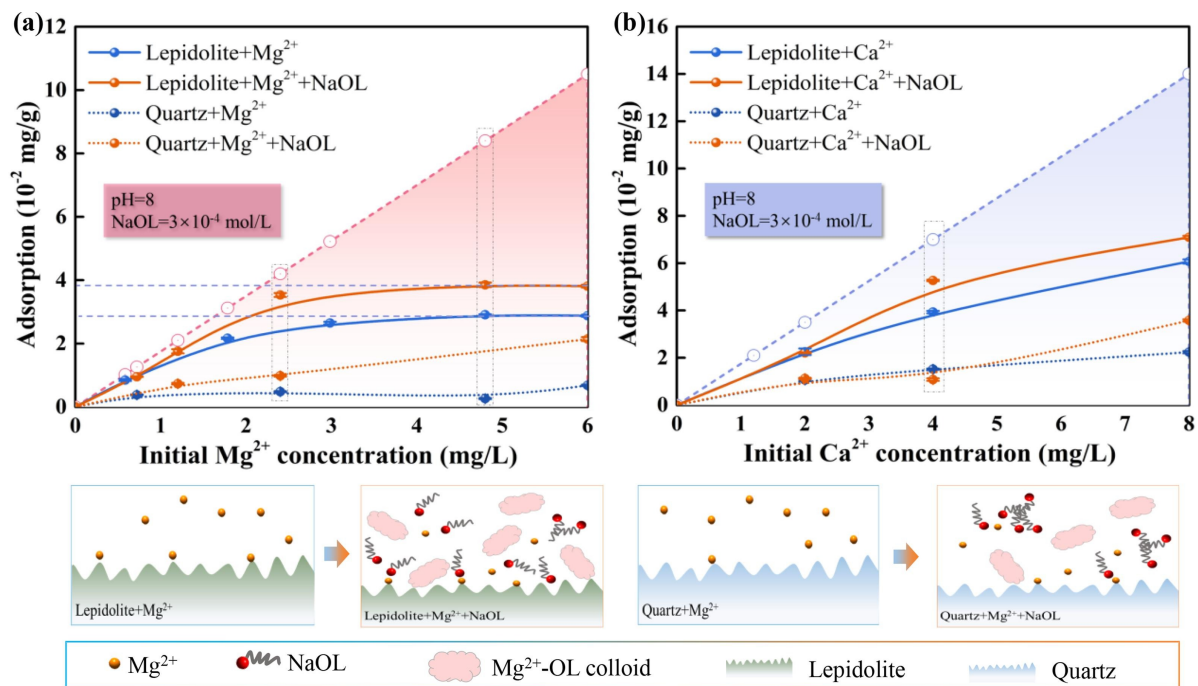 (a)
12
10
8
6
4
2
0
Adsorption (10⁻² mg/g)
Lepidolite+Mg²⁺
Lepidolite+Mg²⁺+NaOL
Quartz+Mg²⁺
Quartz+Mg²⁺+NaOL
pH=8
NaOL=3×10⁻⁴ mol/L
0 1 2 3 4 5 6
Initial Mg²⁺ concentration (mg/L)
(b)
16
14
12
10
8
6
4
2
0
Adsorption (10⁻² mg/g)
Lepidolite+Ca²⁺
Lepidolite+Ca²⁺+NaOL
Quartz+Ca²⁺
Quartz+Ca²⁺+NaOL
pH=8
NaOL=3×10⁻⁴ mol/L
0 1 2 3 4 5 6 7 8
Initial Ca²⁺ concentration (mg/L)
Lepidolite+Mg²⁺
Lepidolite+Mg²⁺+NaOL
Quartz+Mg²⁺
Quartz+Mg²⁺+NaOL
Mg²⁺ NaOL Mg²⁺-OL colloid Lepidolite Quartz